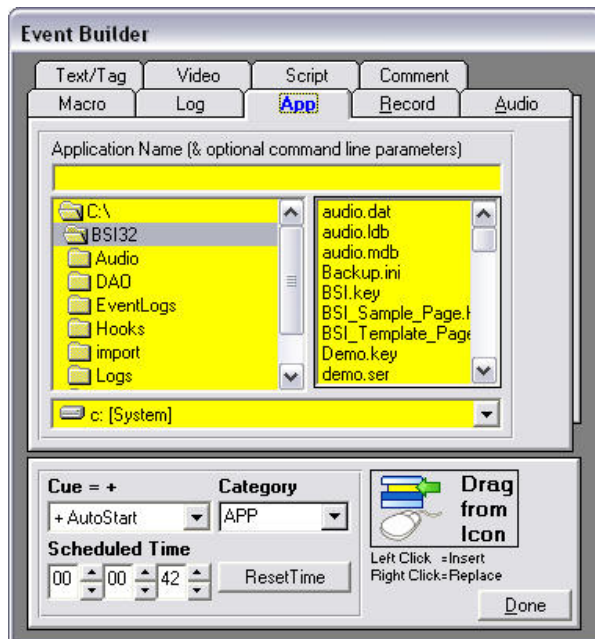 Event Builder
Text/Tag Video Script Comment
Macro Log App Record Audio
Application Name (& optional command line parameters)
C:\
BSI32
Audio
DAO
EventLogs
Hooks
import
Logs
audio.dat
audio.ldb
audio.mdb
Backup.ini
BSI.key
BSI_Sample_Page.H
BSI_Template_Page
Demo.key
demo.ser
c: [System]
Cue = + Category
+ AutoStart APP
Scheduled Time
00 00 42 ResetTime
Drag
from
Icon
Left Click =Insert
Right Click=Replace
Done